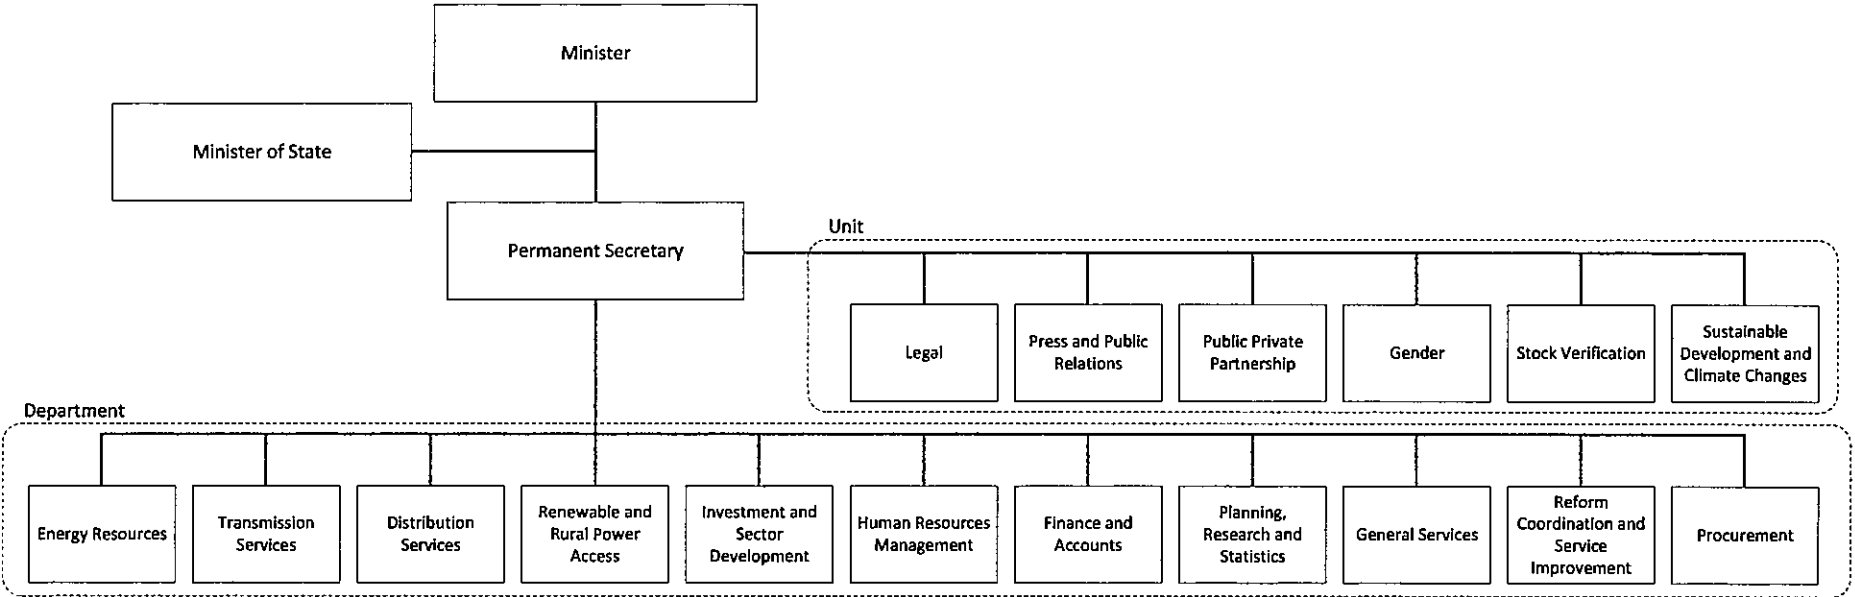 Minister
Minister of State
Permanent Secretary
Unit
Legal
Press and Public
Relations
Public Private
Partnership
Gender
Stock Verification
Sustainable
Development and
Climate Changes
Department
Energy Resources
Transmission
Services
Distribution
Services
Renewable and
Rural Power
Access
Investment and
Sector
Development
Human Resources
Management
Finance and
Accounts
Planning,
Research and
Statistics
General Services
Reform
Coordination and
Service
Improvement
Procurement